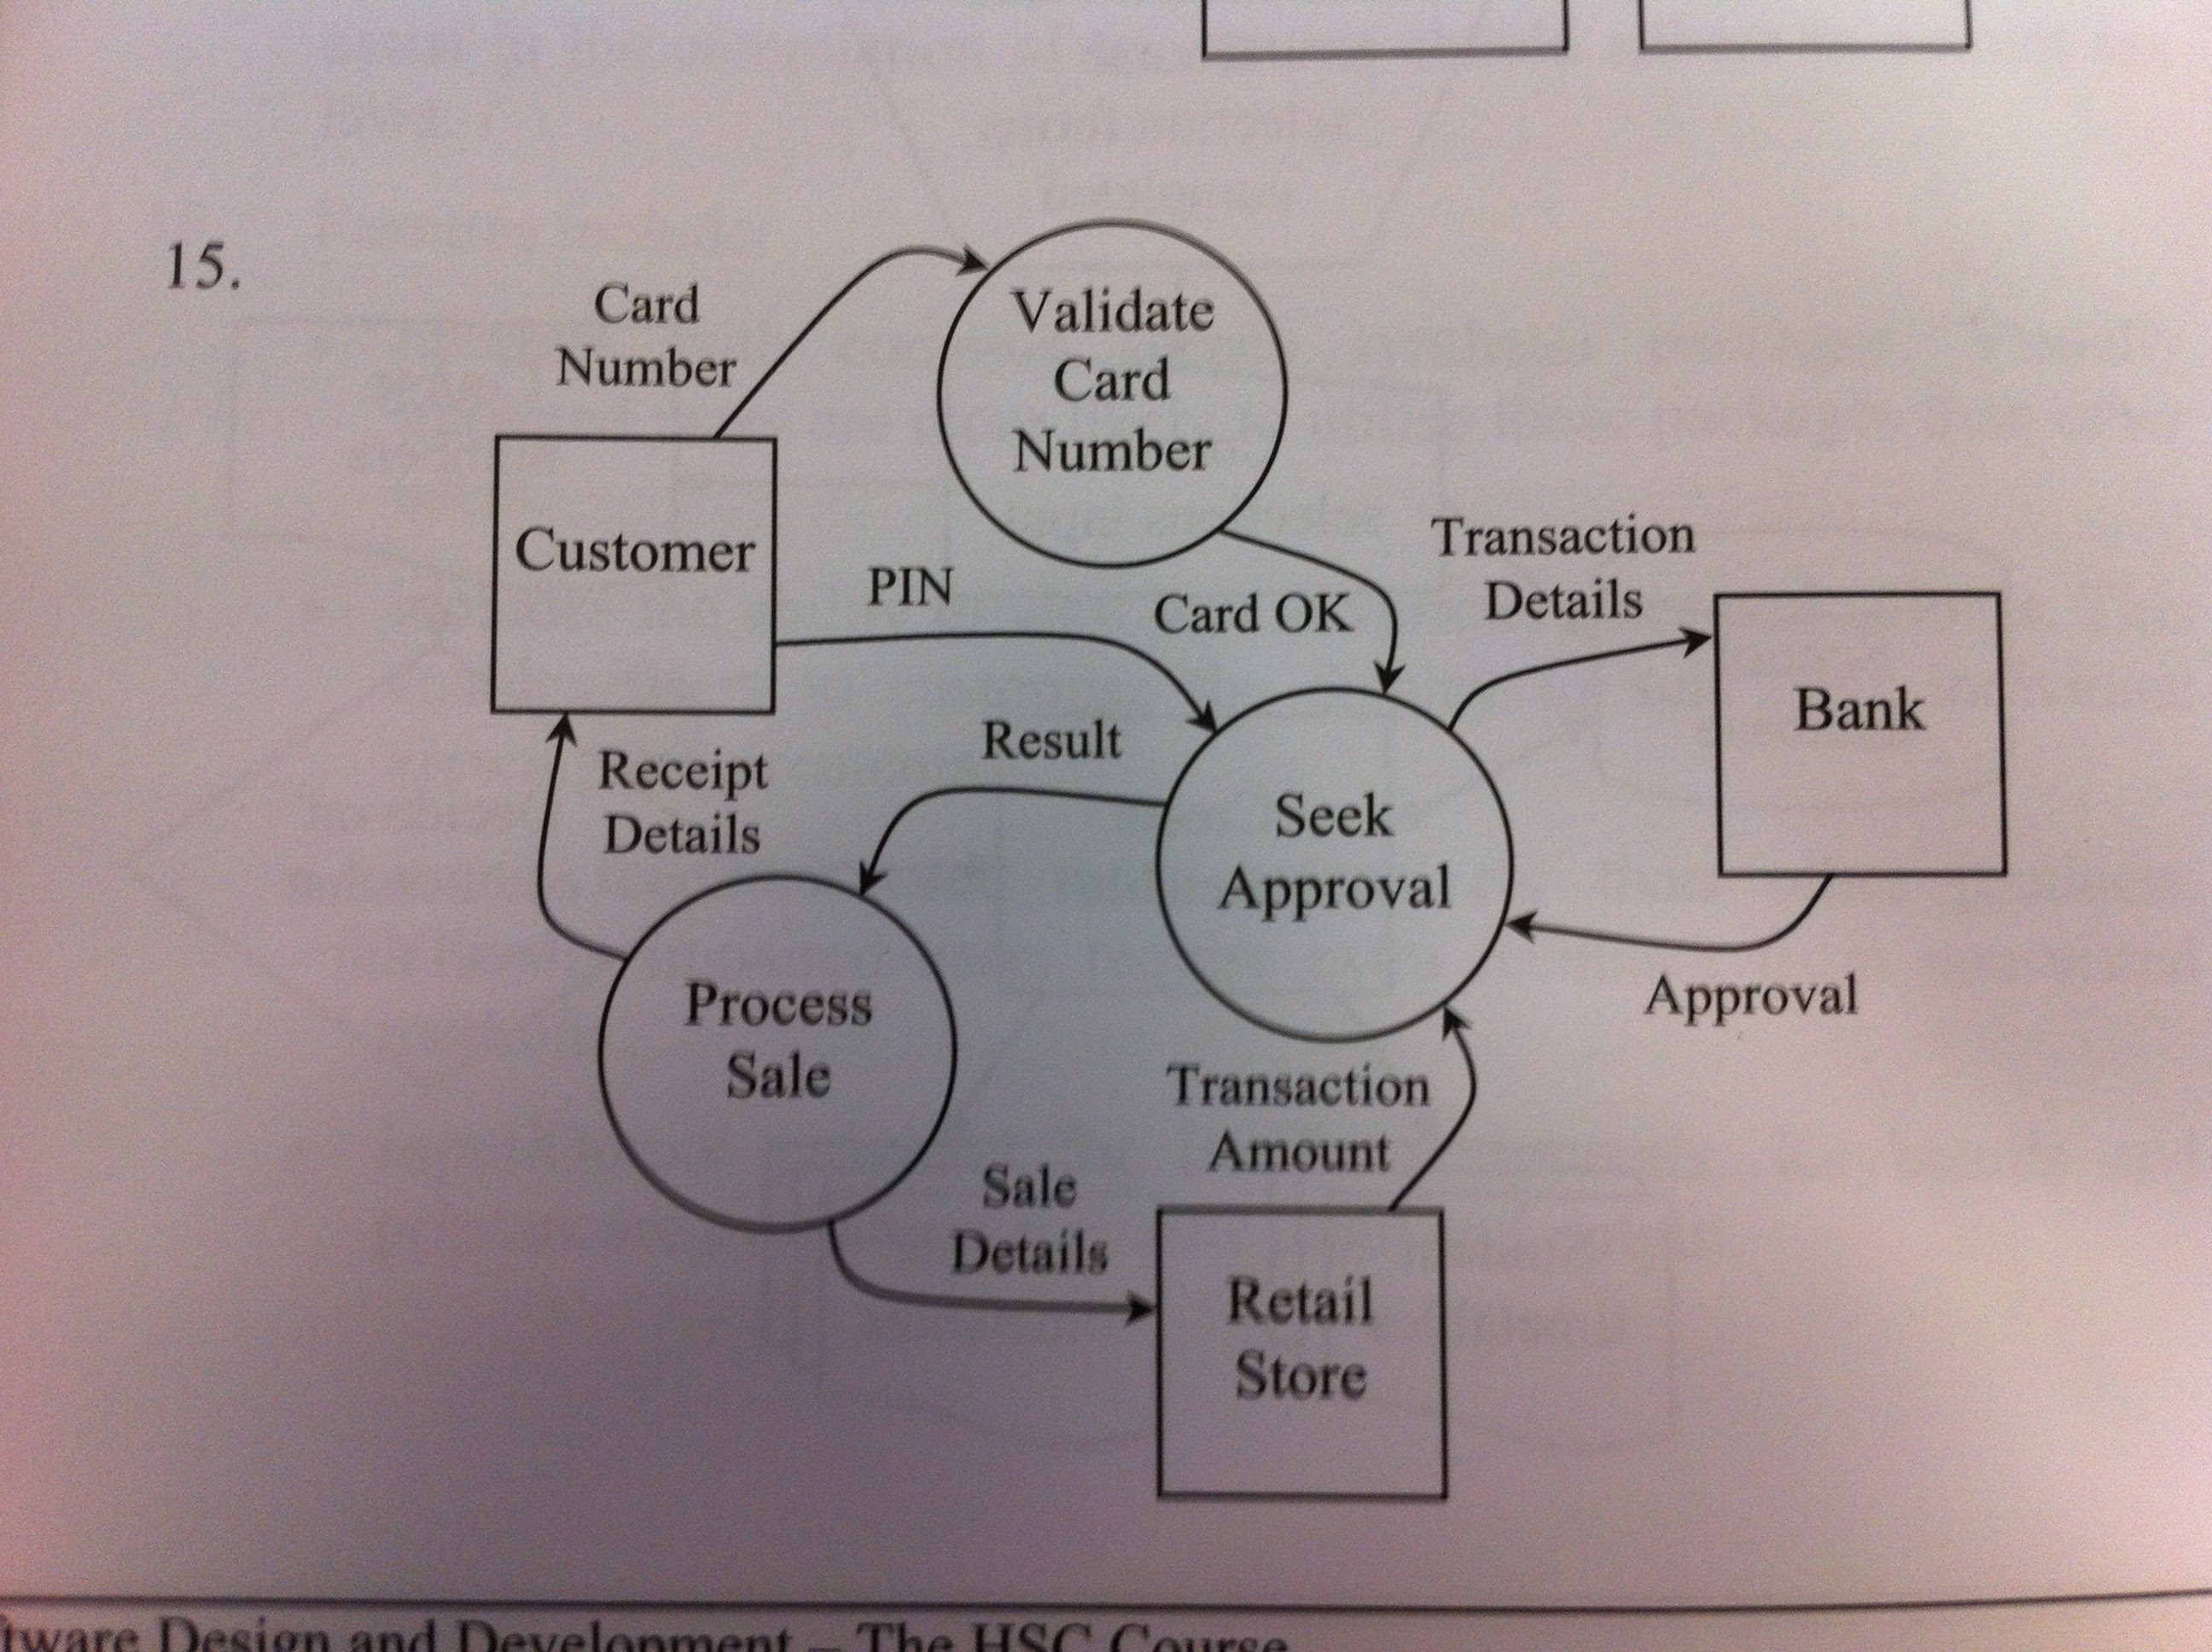 15.
Card
Number
Validate
Card
Number
Customer
PIN
Card OK
Transaction
Details
Bank
Result
Receipt
Details
Seek
Approval
Approval
Process
Sale
Transaction
Amount
Sale
Details
Retail
Store
Design and Development – The HSC Course